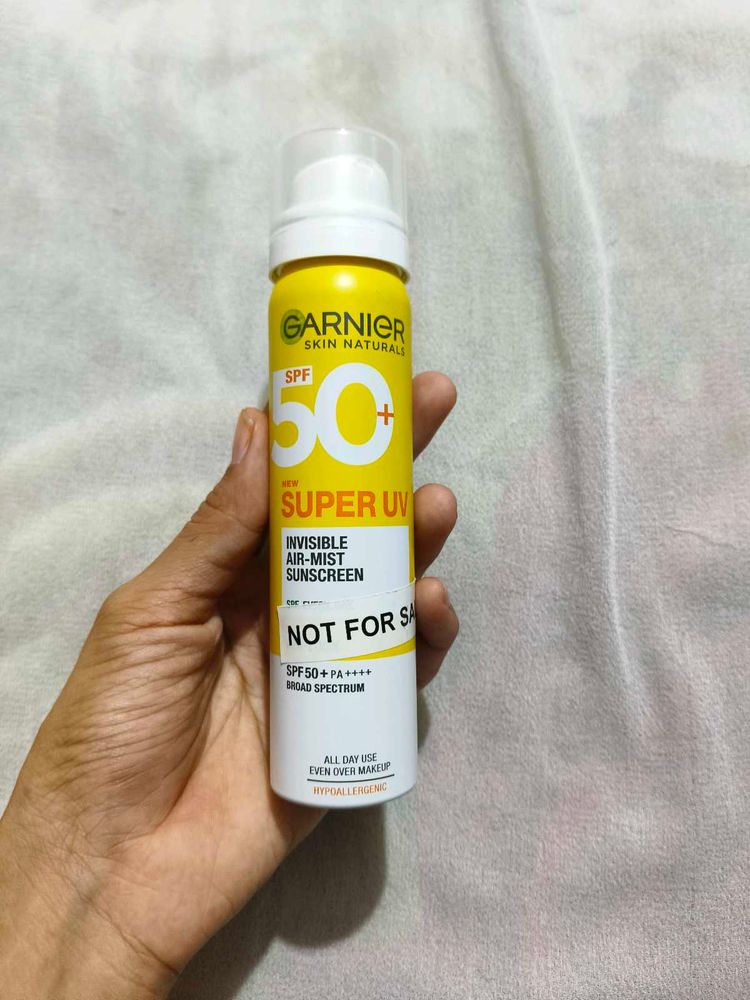 GARNIER
SKIN NATURALS
SPF
50+
NEW
SUPER UV
INVISIBLE
AIR-MIST
SUNSCREEN
SPF
NOT FOR
SPF50+ PA++++
BROAD SPECTRUM
ALL DAY USE
EVEN OVER MAKEUP
HYPOALLERGENIC